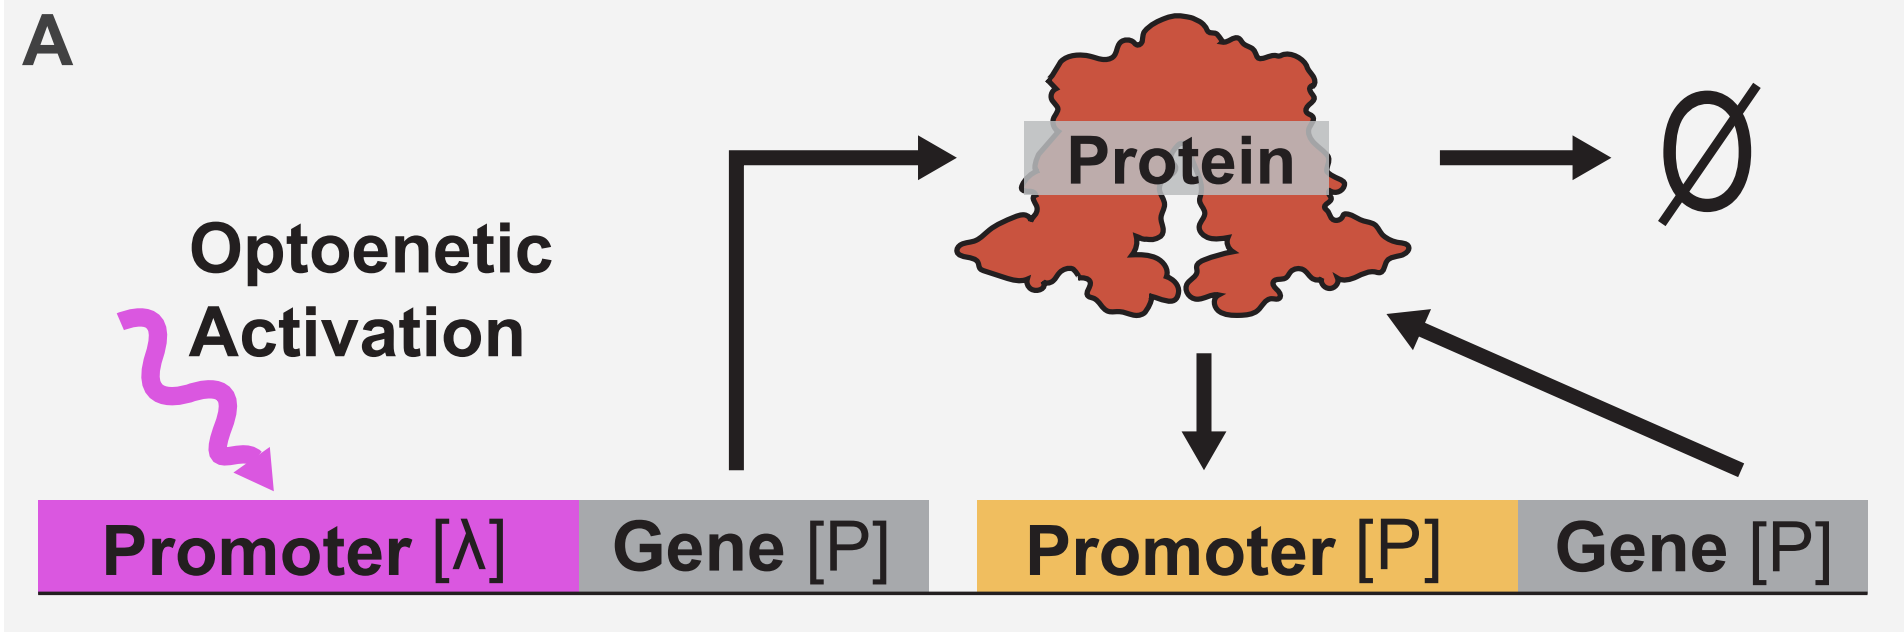 A
Optoenetic
Activation
Protein
∅
Promoter [λ] Gene [P] Promoter [P] Gene [P]